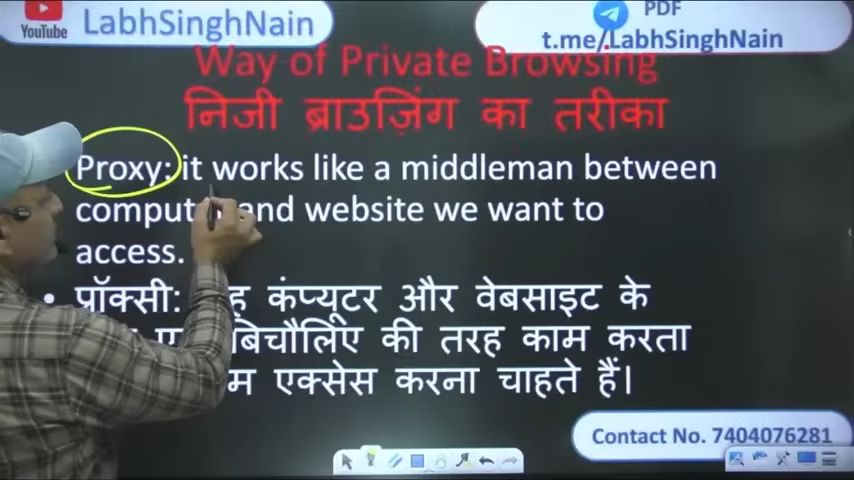 YouTube
LabhSinghNain
PDF
t.me/LabhSinghNain
Way of Private Browsing
निजी ब्राउज़िंग का तरीका
Proxy: it works like a middleman between
and website we want to
access.
• प्रॉक्सी: कंप्यूटर और वेबसाइट के
बिचौलिए की तरह काम करता
एक्सेस करना चाहते हैं।
Contact No. 7404076281